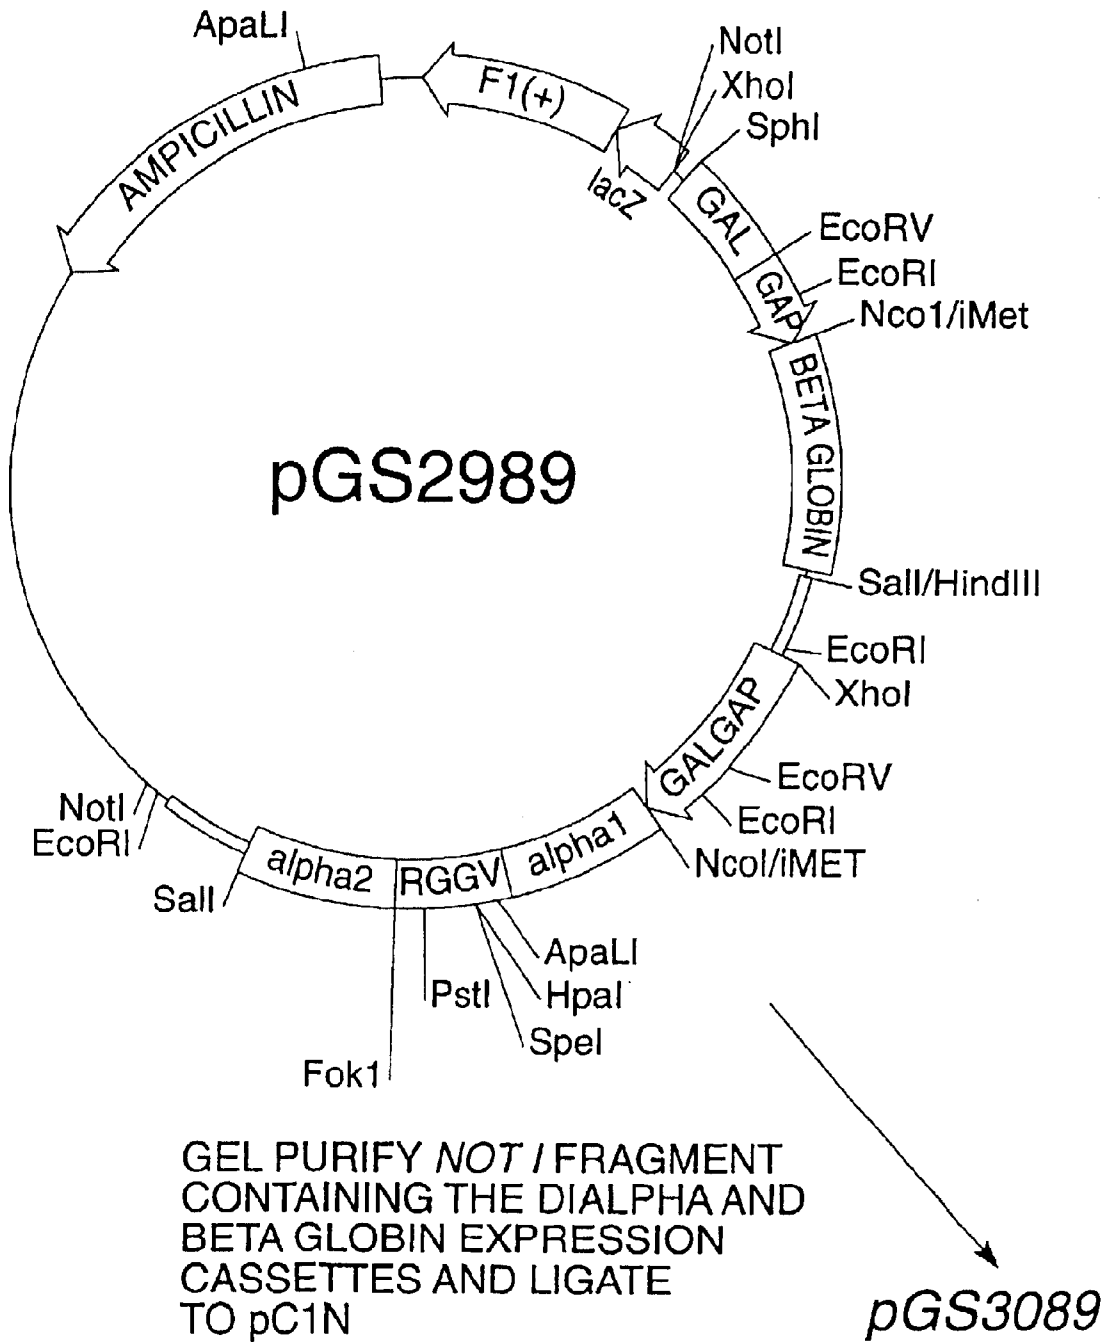 ApaLI
NotI
XhoI
SphI
F1(+)
AMPICILLIN
lacZ
GAL
EcoRV
EcoRI
GAP
Nco1/iMet
BETA GLOBIN
pGS2989
SalI/HindIII
EcoRI
XhoI
GALGAP
EcoRV
EcoRI
NcoI/iMET
NotI
EcoRI
SalI
alpha2
RGGV
alpha1
ApaLI
PstI
HpaI
SpeI
Fok1
GEL PURIFY NOT I FRAGMENT
CONTAINING THE DIALPHA AND
BETA GLOBIN EXPRESSION
CASSETTES AND LIGATE
TO pC1N
pGS3089